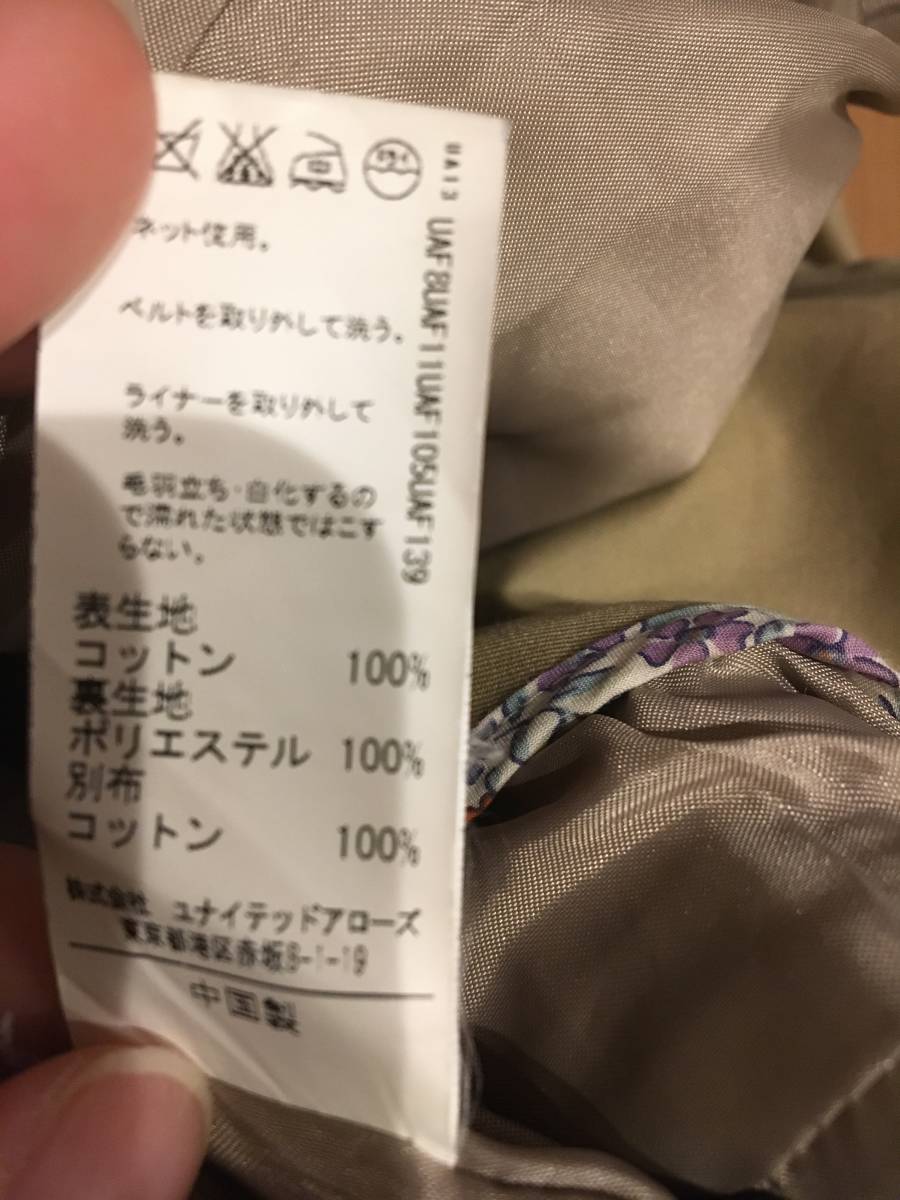 UA13 UAF8UAF11UAF105UAF139
ネット使用。
ベルトを取り外して洗う。
ライナーを取り外して
洗う。
毛羽立ち・白化するの
で濡れた状態ではこす
らない。
表生地
コットン 100%
裏生地
ポリエステル 100%
別布
コットン 100%
株式会社 ユナイテッドアローズ
東京都港区赤坂8-1-19
中国製